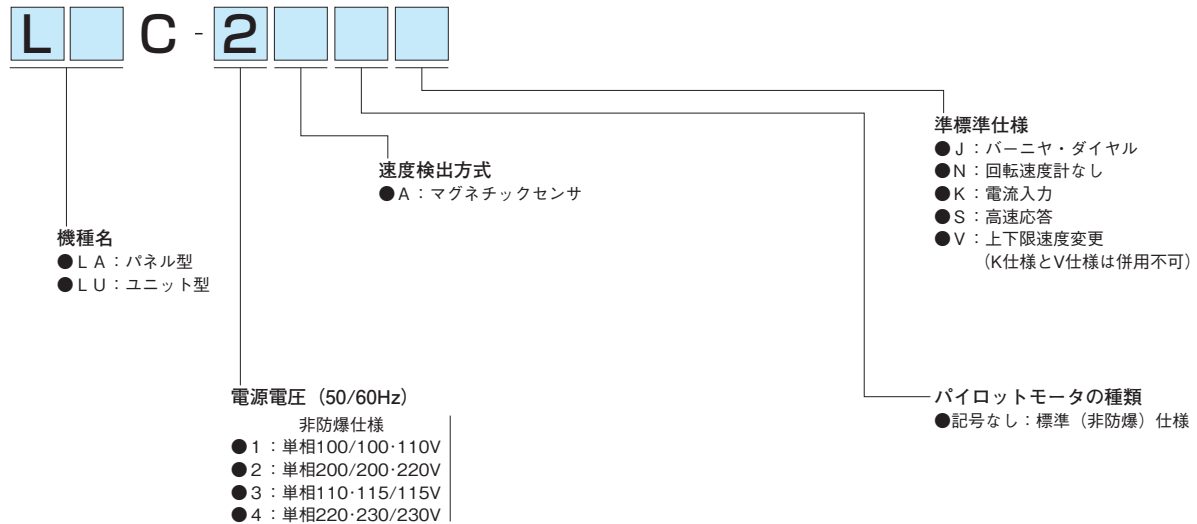 L C - 2
準標準仕様
●J：バーニヤ・ダイヤル
●N：回転速度計なし
●K：電流入力
●S：高速応答
●V：上下限速度変更
（K仕様とV仕様は併用不可）
速度検出方式
●A：マグネチックセンサ
機種名
●LA：パネル型
●LU：ユニット型
電源電圧（50/60Hz）
非防爆仕様
●1：単相100/100·110V
●2：単相200/200·220V
●3：単相110·115/115V
●4：単相220·230/230V
パイロットモータの種類
●記号なし：標準（非防爆）仕様